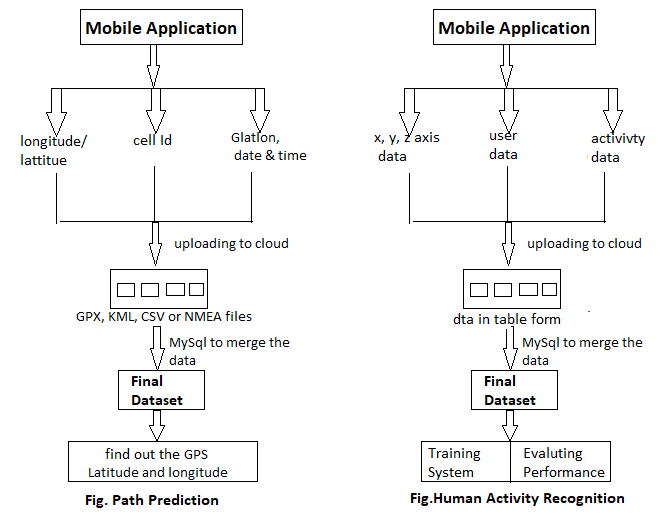 Mobile Application
longitude/
lattitue
cell Id
Glation,
date & time
uploading to cloud
GPX, KML, CSV or NMEA files
MySql to merge the
data
Final
Dataset
find out the GPS
Latitude and longitude
Fig. Path Prediction
Mobile Application
x, y, z axis
data
user
data
activivty
data
uploading to cloud
dta in table form
MySql to merge the
data
Final
Dataset
Training
System
Evaluting
Performance
Fig.Human Activity Recognition